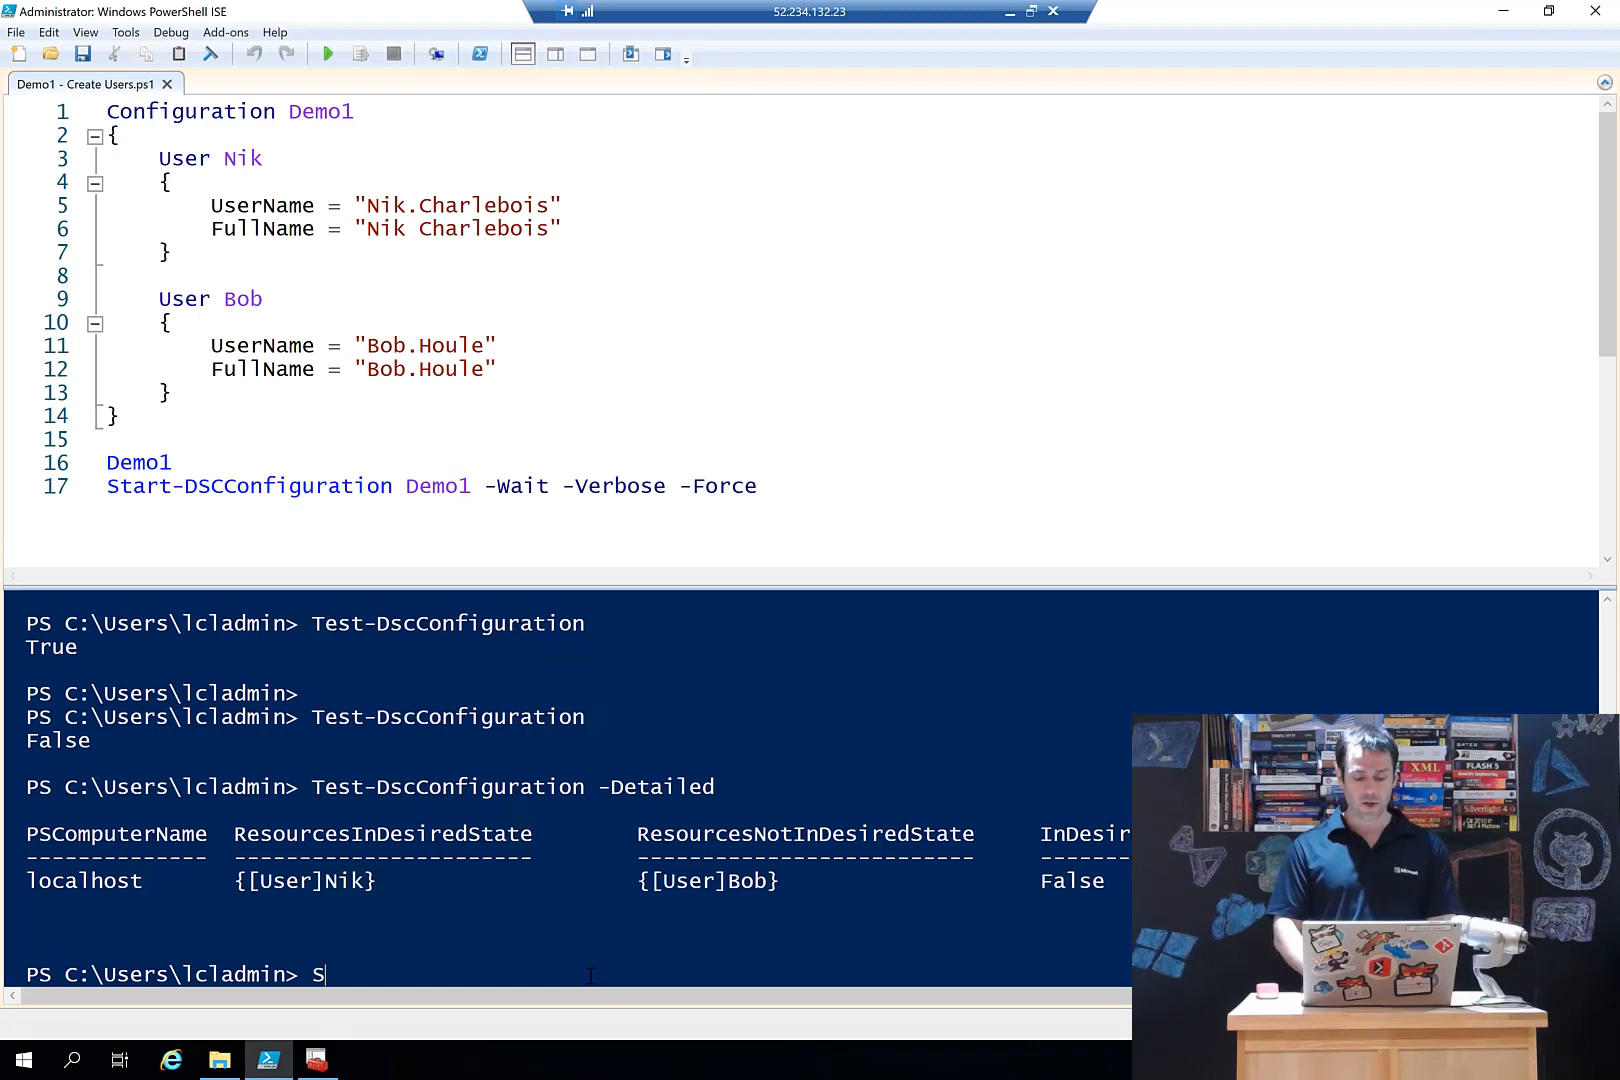 Administrator: Windows PowerShell ISE
52.234.132.23
File Edit View Tools Debug Add-ons Help
Demo1 - Create Users.ps1
1 Configuration Demo1
2 {
3 User Nik
4 {
5 UserName = "Nik.Charlebois"
6 FullName = "Nik Charlebois"
7 }
8
9 User Bob
10 {
11 UserName = "Bob.Houle"
12 FullName = "Bob.Houle"
13 }
14 }
15
16 Demo1
17 Start-DSCConfiguration Demo1 -Wait -Verbose -Force
PS C:\Users\lcladmin> Test-DscConfiguration
True
PS C:\Users\lcladmin>
PS C:\Users\lcladmin> Test-DscConfiguration
False
PS C:\Users\lcladmin> Test-DscConfiguration -Detailed
PSComputerName ResourcesInDesiredState ResourcesNotInDesiredState InDesir
-------------- ----------------------- -------------------------- -------
localhost {[User]Nik} {[User]Bob} False
PS C:\Users\lcladmin> S
XML
FLASH 5
Microsoft